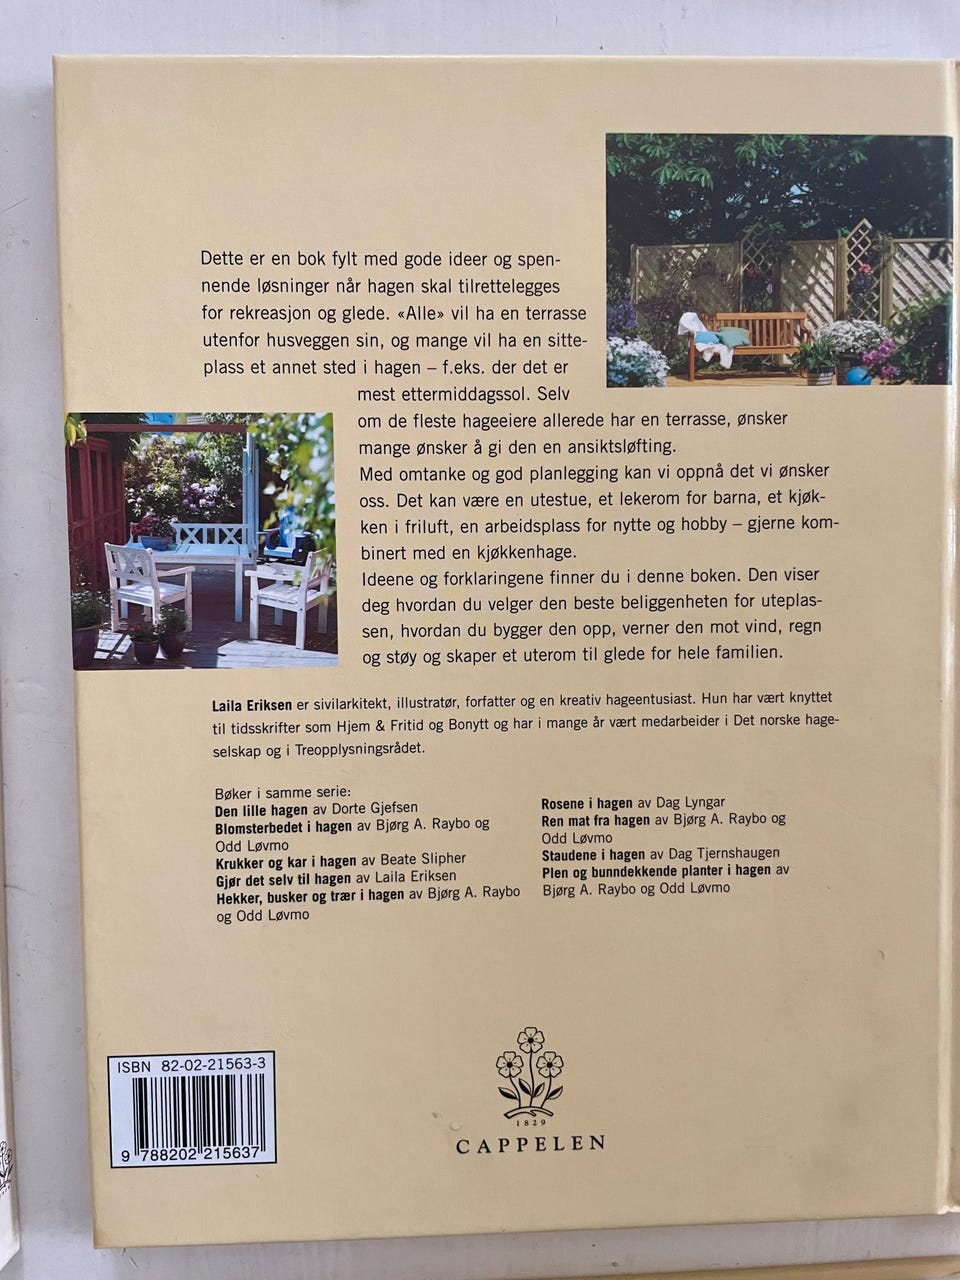 Dette er en bok fylt med gode ideer og spen-
nende løsninger når hagen skal tilrettelegges
for rekreasjon og glede. «Alle» vil ha en terrasse
utenfor husveggen sin, og mange vil ha en sitte-
plass et annet sted i hagen – f.eks. der det er
mest ettermiddagssol. Selv
om de fleste hageeiere allerede har en terrasse, ønsker
mange ønsker å gi den en ansiktsløfting.
Med omtanke og god planlegging kan vi oppnå det vi ønsker
oss. Det kan være en utestue, et lekerom for barna, et kjøk-
ken i friluft, en arbeidsplass for nytte og hobby – gjerne kom-
binert med en kjøkkenhage.
Ideene og forklaringene finner du i denne boken. Den viser
deg hvordan du velger den beste beliggenheten for uteplas-
sen, hvordan du bygger den opp, verner den mot vind, regn
og støy og skaper et uterom til glede for hele familien.
Laila Eriksen er sivilarkitekt, illustratør, forfatter og en kreativ hageentusiast. Hun har vært knyttet
til tidsskrifter som Hjem & Fritid og Bonytt og har i mange år vært medarbeider i Det norske hage-
selskap og i Treopplysningsrådet.
Bøker i samme serie:
Den lille hagen av Dorte Gjefsen
Blomsterbedet i hagen av Bjørg A. Raybo og
Odd Løvmo
Krukker og kar i hagen av Beate Slipher
Gjør det selv til hagen av Laila Eriksen
Hekker, busker og trær i hagen av Bjørg A. Raybo
og Odd Løvmo
Rosene i hagen av Dag Lyngar
Ren mat fra hagen av Bjørg A. Raybo og
Odd Løvmo
Staudene i hagen av Dag Tjernshaugen
Plen og bunndekkende planter i hagen av
Bjørg A. Raybo og Odd Løvmo
ISBN 82-02-21563-3
9 788202 215637
1829
CAPPELEN